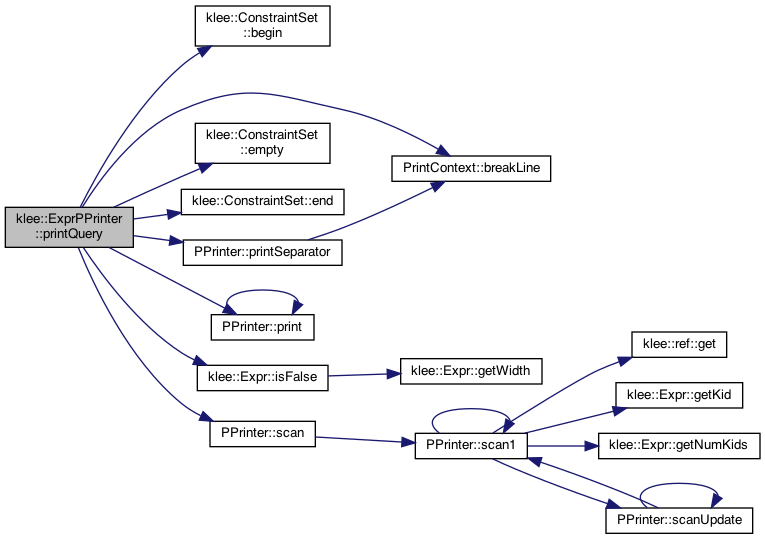 klee::ExprPPrinter
::printQuery
klee::ConstraintSet
::begin
klee::ConstraintSet
::empty
klee::ConstraintSet::end
PPrinter::printSeparator
PPrinter::print
klee::Expr::isFalse
PPrinter::scan
PrintContext::breakLine
klee::Expr::getWidth
PPrinter::scan1
klee::ref::get
klee::Expr::getKid
klee::Expr::getNumKids
PPrinter::scanUpdate